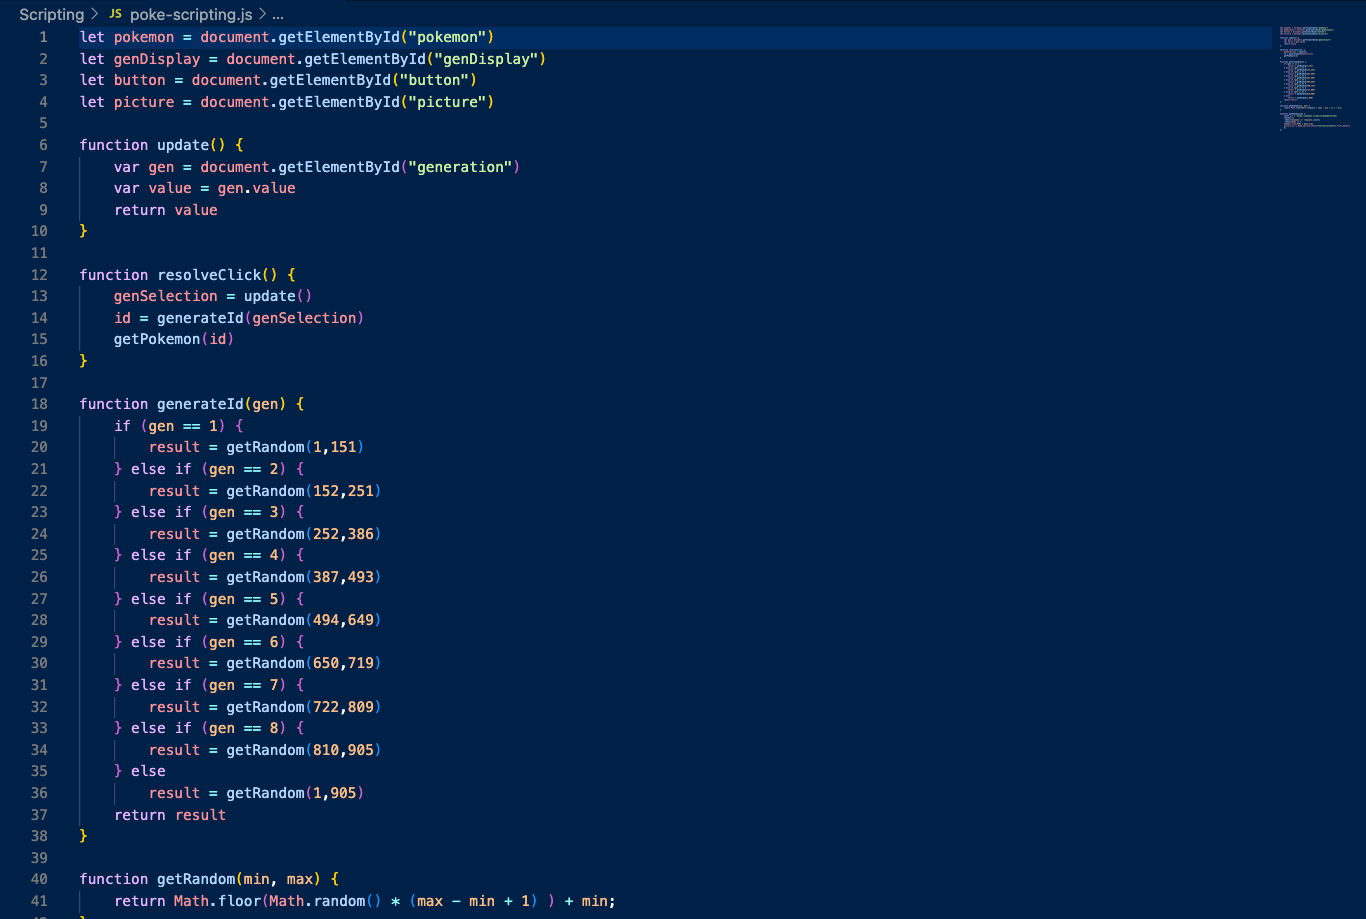 Scripting > JS poke-scripting.js > ...
1 let pokemon = document.getElementById("pokemon")
2 let genDisplay = document.getElementById("genDisplay")
3 let button = document.getElementById("button")
4 let picture = document.getElementById("picture")
5
6 function update() {
7     var gen = document.getElementById("generation")
8     var value = gen.value
9     return value
10 }
11
12 function resolveClick() {
13     genSelection = update()
14     id = generateId(genSelection)
15     getPokemon(id)
16 }
17
18 function generateId(gen) {
19     if (gen == 1) {
20         result = getRandom(1,151)
21     } else if (gen == 2) {
22         result = getRandom(152,251)
23     } else if (gen == 3) {
24         result = getRandom(252,386)
25     } else if (gen == 4) {
26         result = getRandom(387,493)
27     } else if (gen == 5) {
28         result = getRandom(494,649)
29     } else if (gen == 6) {
30         result = getRandom(650,719)
31     } else if (gen == 7) {
32         result = getRandom(722,809)
33     } else if (gen == 8) {
34         result = getRandom(810,905)
35     } else
36         result = getRandom(1,905)
37     return result
38 }
39
40 function getRandom(min, max) {
41     return Math.floor(Math.random() * (max - min + 1) ) + min;